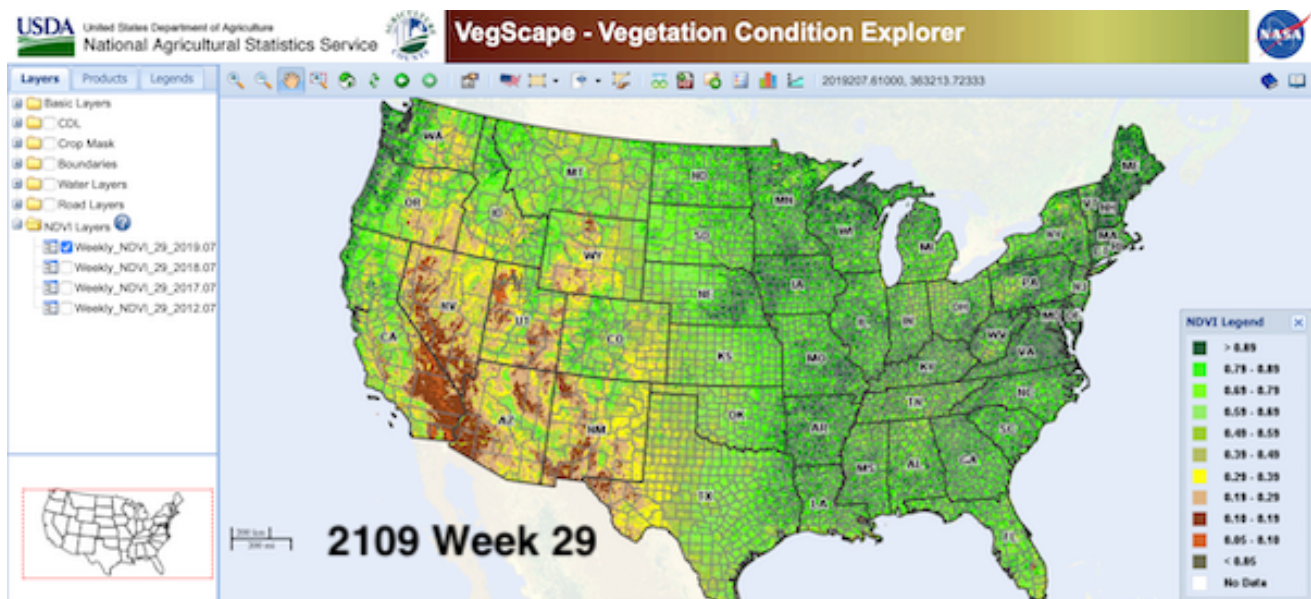 USDA United States Department of Agriculture
National Agricultural Statistics Service
VegScape - Vegetation Condition Explorer
NASA
Layers Products Legends
2019207.61000, 363213.72333
Basic Layers
CDL
Crop Mask
Boundaries
Water Layers
Road Layers
NDVI Layers
Weekly_NDVI_29_2019.07
Weekly_NDVI_29_2018.07
Weekly_NDVI_29_2017.07
Weekly_NDVI_29_2012.07
WA
MT
ND
MN
ME
OR
ID
SD
WI
MI
NY
VT
NH
MA
CT
RI
WY
NE
IA
PA
NJ
NV
UT
CO
IL
IN
OH
WV
MD
DE
VA
CA
KS
MO
KY
AZ
NM
OK
AR
TN
NC
SC
TX
LA
MS
AL
GA
FL
NDVI Legend
> 0.89
0.79 - 0.89
0.69 - 0.79
0.59 - 0.69
0.49 - 0.59
0.39 - 0.49
0.29 - 0.39
0.19 - 0.29
0.10 - 0.19
0.05 - 0.10
< 0.05
No Data
200 km
200 mi
2109 Week 29